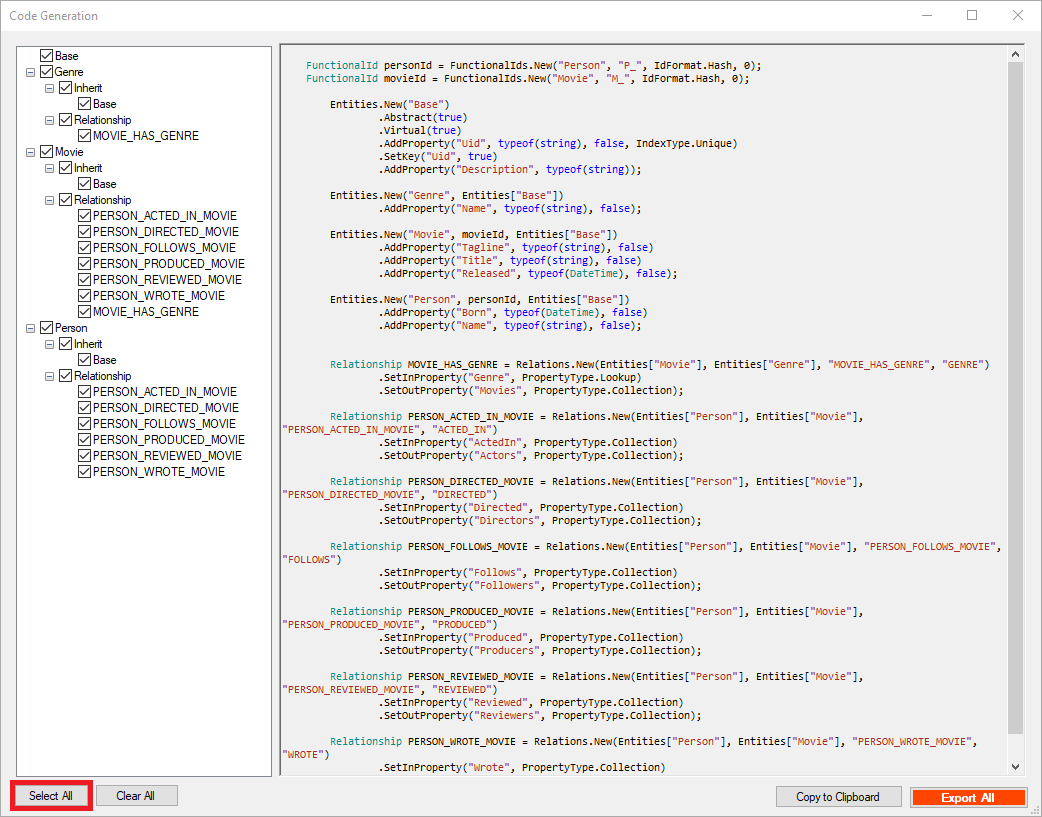 Code Generation
Base
Genre
Inherit
Base
Relationship
MOVIE_HAS_GENRE
Movie
Inherit
Base
Relationship
PERSON_ACTED_IN_MOVIE
PERSON_DIRECTED_MOVIE
PERSON_FOLLOWS_MOVIE
PERSON_PRODUCED_MOVIE
PERSON_REVIEWED_MOVIE
PERSON_WROTE_MOVIE
MOVIE_HAS_GENRE
Person
Inherit
Base
Relationship
PERSON_ACTED_IN_MOVIE
PERSON_DIRECTED_MOVIE
PERSON_FOLLOWS_MOVIE
PERSON_PRODUCED_MOVIE
PERSON_REVIEWED_MOVIE
PERSON_WROTE_MOVIE
FunctionalId personId = FunctionalIds.New("Person", "P_", IdFormat.Hash, 0);
FunctionalId movieId = FunctionalIds.New("Movie", "M_", IdFormat.Hash, 0);
Entities.New("Base")
.Abstract(true)
.Virtual(true)
.AddProperty("Uid", typeof(string), false, IndexType.Unique)
.SetKey("Uid", true)
.AddProperty("Description", typeof(string));
Entities.New("Genre", Entities["Base"])
.AddProperty("Name", typeof(string), false);
Entities.New("Movie", movieId, Entities["Base"])
.AddProperty("Tagline", typeof(string), false)
.AddProperty("Title", typeof(string), false)
.AddProperty("Released", typeof(DateTime), false);
Entities.New("Person", personId, Entities["Base"])
.AddProperty("Born", typeof(DateTime), false)
.AddProperty("Name", typeof(string), false);
Relationship MOVIE_HAS_GENRE = Relations.New(Entities["Movie"], Entities["Genre"], "MOVIE_HAS_GENRE", "GENRE")
.SetInProperty("Genre", PropertyType.Lookup)
.SetOutProperty("Movies", PropertyType.Collection);
Relationship PERSON_ACTED_IN_MOVIE = Relations.New(Entities["Person"], Entities["Movie"],
"PERSON_ACTED_IN_MOVIE", "ACTED_IN")
.SetInProperty("ActedIn", PropertyType.Collection)
.SetOutProperty("Actors", PropertyType.Collection);
Relationship PERSON_DIRECTED_MOVIE = Relations.New(Entities["Person"], Entities["Movie"],
"PERSON_DIRECTED_MOVIE", "DIRECTED")
.SetInProperty("Directed", PropertyType.Collection)
.SetOutProperty("Directors", PropertyType.Collection);
Relationship PERSON_FOLLOWS_MOVIE = Relations.New(Entities["Person"], Entities["Movie"], "PERSON_FOLLOWS_MOVIE",
"FOLLOWS")
.SetInProperty("Follows", PropertyType.Collection)
.SetOutProperty("Followers", PropertyType.Collection);
Relationship PERSON_PRODUCED_MOVIE = Relations.New(Entities["Person"], Entities["Movie"],
"PERSON_PRODUCED_MOVIE", "PRODUCED")
.SetInProperty("Produced", PropertyType.Collection)
.SetOutProperty("Producers", PropertyType.Collection);
Relationship PERSON_REVIEWED_MOVIE = Relations.New(Entities["Person"], Entities["Movie"],
"PERSON_REVIEWED_MOVIE", "REVIEWED")
.SetInProperty("Reviewed", PropertyType.Collection)
.SetOutProperty("Reviewers", PropertyType.Collection);
Relationship PERSON_WROTE_MOVIE = Relations.New(Entities["Person"], Entities["Movie"], "PERSON_WROTE_MOVIE",
"WROTE")
.SetInProperty("Wrote", PropertyType.Collection)
Select All
Clear All
Copy to Clipboard
Export All